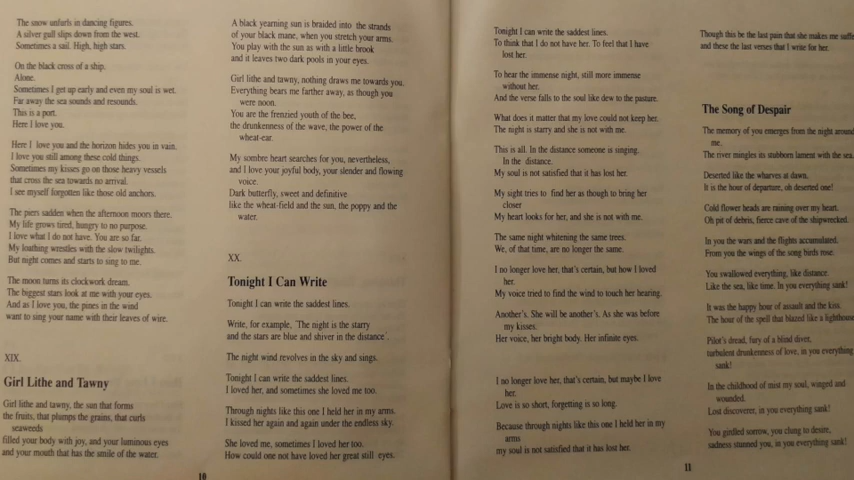 The snow unfurls in dancing figures.
A silver gull slips down from the west.
Sometimes a sail. High, high stars.
On the black cross of a ship.
Alone.
Sometimes I get up early and even my soul is wet.
Far away the sea sounds and resounds.
This is a port.
Here I love you.
Here I love you and the horizon hides you in vain.
I love you still among these cold things.
Sometimes my kisses go on those heavy vessels
that cross the sea towards no arrival.
I see myself forgotten like those old anchors.
The piers sadden when the afternoon moors there.
My life grows tired, hungry to no purpose.
I love what I do not have. You are so far.
My loathing wrestles with the slow twilights.
But night comes and starts to sing to me.
The moon turns its clockwork dream.
The biggest stars look at me with your eyes.
And as I love you, the pines in the wind
want to sing your name with their leaves of wire.
XIX.
Girl Lithe and Tawny
Girl lithe and tawny, the sun that forms
the fruits, that plumps the grains, that curls
seaweeds
filled your body with joy, and your luminous eyes
and your mouth that has the smile of the water.
A black yearning sun is braided into the strands
of your black mane, when you stretch your arms.
You play with the sun as with a little brook
and it leaves two dark pools in your eyes.
Girl lithe and tawny, nothing draws me towards you.
Everything bears me farther away, as though you
were noon.
You are the frenzied youth of the bee,
the drunkenness of the wave, the power of the
wheat-ear.
My sombre heart searches for you, nevertheless,
and I love your joyful body, your slender and flowing
voice.
Dark butterfly, sweet and definitive
like the wheat-field and the sun, the poppy and the
water.
XX.
Tonight I Can Write
Tonight I can write the saddest lines.
Write, for example, 'The night is the starry
and the stars are blue and shiver in the distance'.
The night wind revolves in the sky and sings.
Tonight I can write the saddest lines.
I loved her, and sometimes she loved me too.
Through nights like this one I held her in my arms.
I kissed her again and again under the endless sky.
She loved me, sometimes I loved her too.
How could one not have loved her great still eyes.
10
Tonight I can write the saddest lines.
To think that I do not have her. To feel that I have
lost her.
To hear the immense night, still more immense
without her.
And the verse falls to the soul like dew to the pasture.
What does it matter that my love could not keep her.
The night is starry and she is not with me.
This is all. In the distance someone is singing.
In the distance.
My soul is not satisfied that it has lost her.
My sight tries to find her as though to bring her
closer
My heart looks for her, and she is not with me.
The same night whitening the same trees.
We, of that time, are no longer the same.
I no longer love her, that's certain, but how I loved
her.
My voice tried to find the wind to touch her hearing.
Another's. She will be another's. As she was before
my kisses.
Her voice, her bright body. Her infinite eyes.
I no longer love her, that's certain, but maybe I love
her.
Love is so short, forgetting is so long.
Because through nights like this one I held her in my
arms
my soul is not satisfied that it has lost her.
Though this be the last pain that she makes me suffe
and these the last verses that I write for her.
The Song of Despair
The memory of you emerges from the night around
me.
The river mingles its stubborn lament with the sea.
Deserted like the wharves at dawn.
It is the hour of departure, oh deserted one!
Cold flower heads are raining over my heart.
Oh pit of debris, fierce cave of the shipwrecked.
In you the wars and the flights accumulated.
From you the wings of the song birds rose.
You swallowed everything, like distance.
Like the sea, like time. In you everything sank!
It was the happy hour of assault and the kiss.
The hour of the spell that blazed like a lighthouse
Pilot's dread, fury of a blind diver,
turbulent drunkenness of love, in you everything
sank!
In the childhood of mist my soul, winged and
wounded.
Lost discoverer, in you everything sank!
You girdled sorrow, you clung to desire,
sadness stunned you, in you everything sank!
11